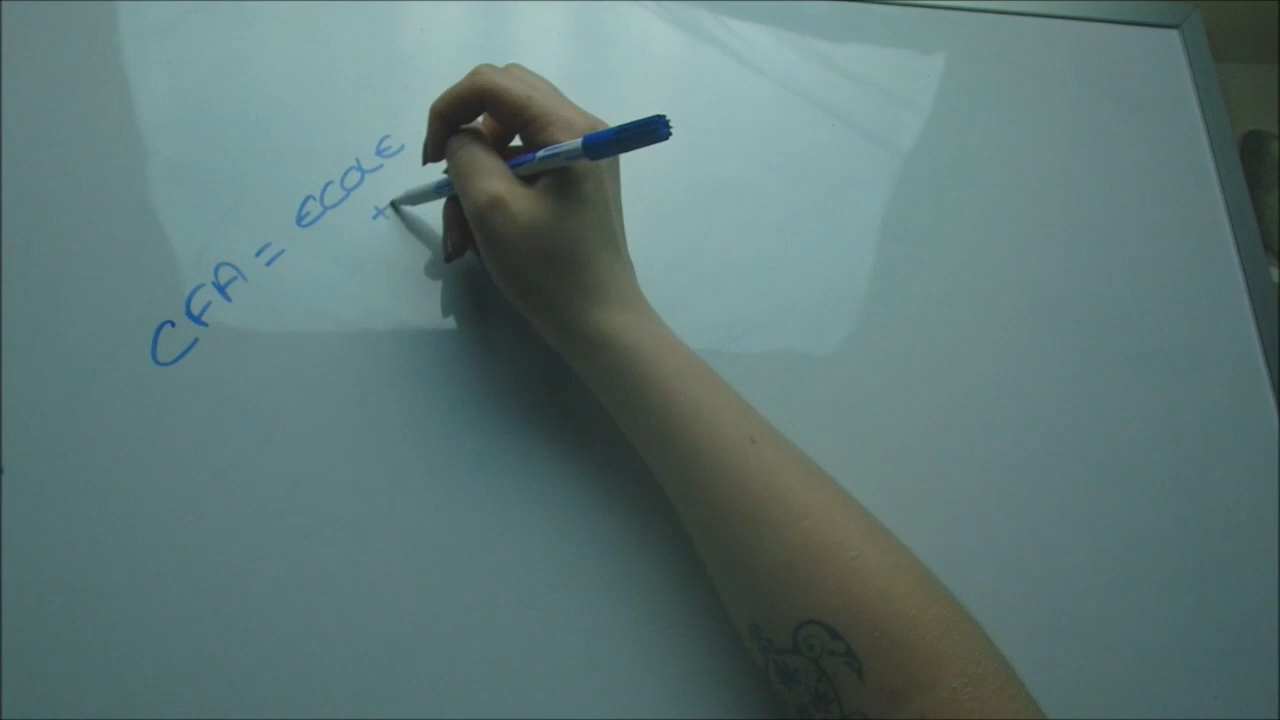 CFA = ECOLE
+